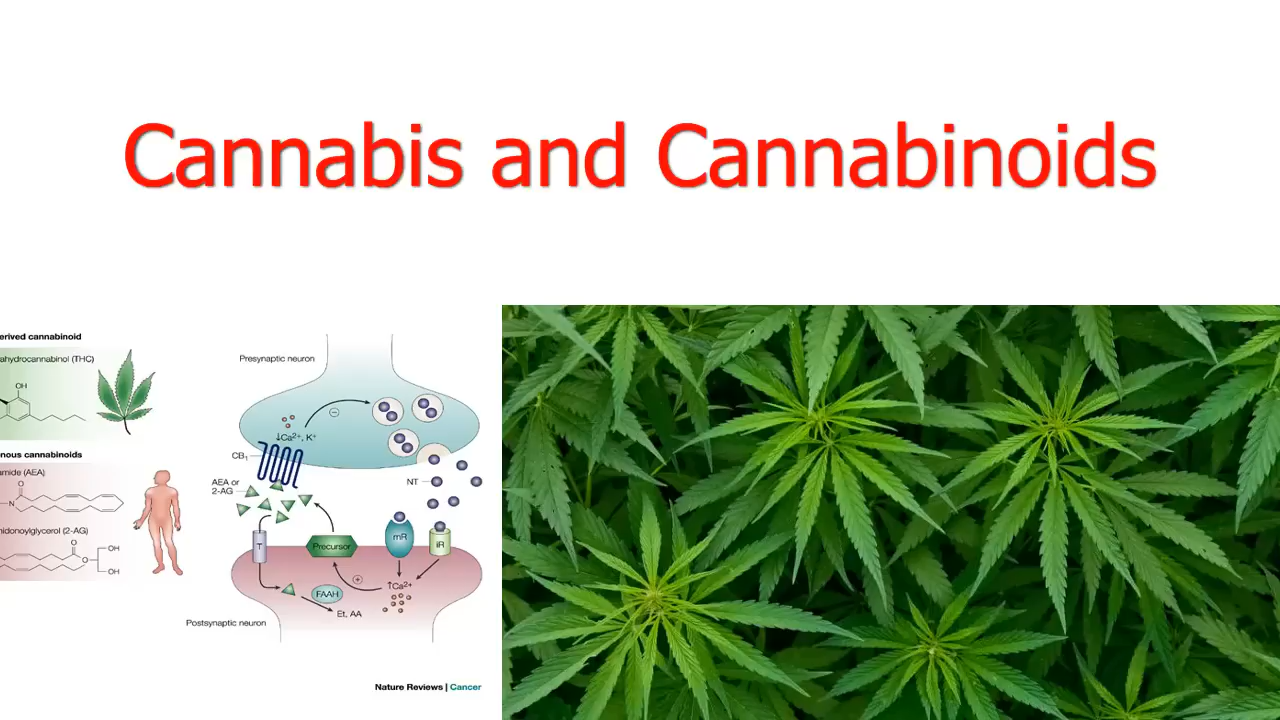 Cannabis and Cannabinoids
erived cannabinoid
ahydrocannabinol (THC)
OH
nous cannabinoids
amide (AEA)
O
N
nidonoylglycerol (2-AG)
O
O
OH
OH
Presynaptic neuron
↓Ca2+, K+
−
CB1
AEA or
2-AG
NT
T
Precursor
mR
iR
+
↑Ca2+
FAAH
Et, AA
Postsynaptic neuron
Nature Reviews | Cancer